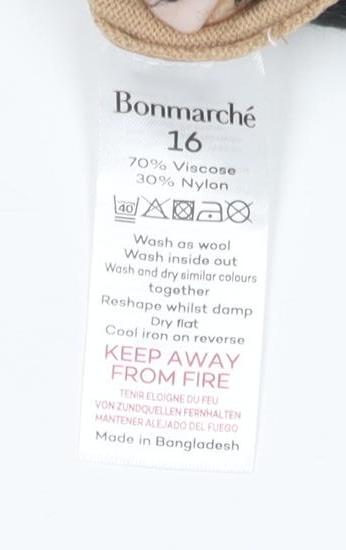 Bonmarché
16
70% Viscose
30% Nylon
40
Wash as wool
Wash inside out
Wash and dry similar colours
together
Reshape whilst damp
Dry flat
Cool iron on reverse
KEEP AWAY
FROM FIRE
TENIR ELOIGNE DU FEU
VON ZUNDQUELLEN FERNHALTEN
MANTENER ALEJADO DEL FUEGO
Made in Bangladesh